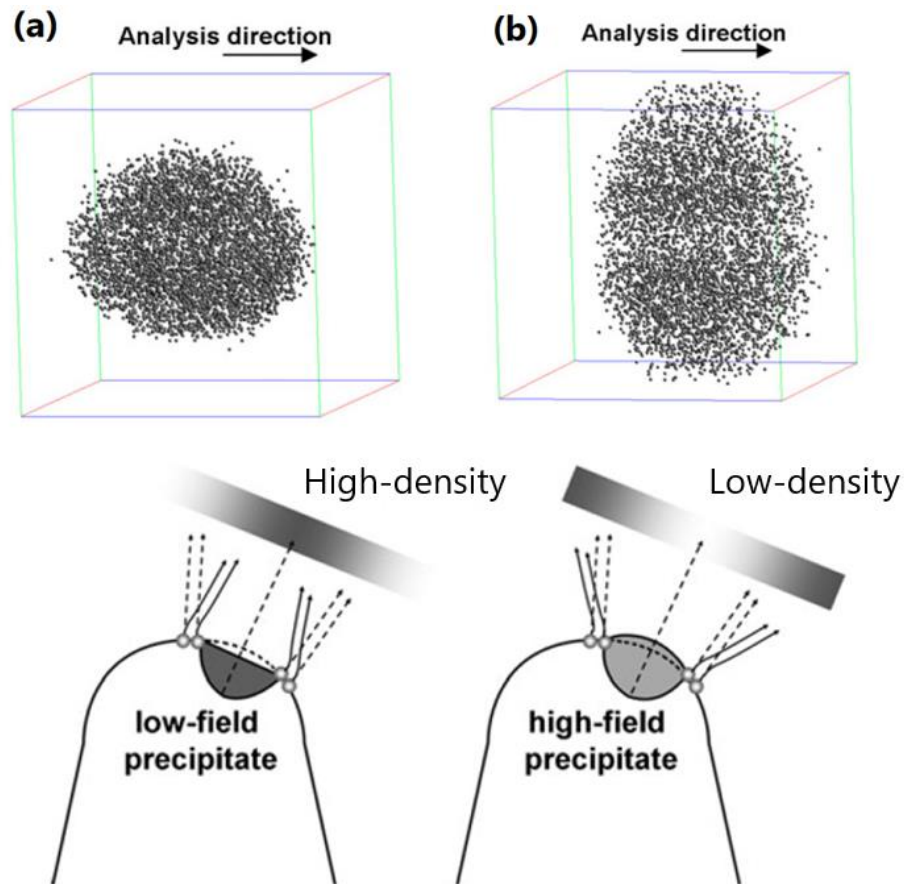 (a)
Analysis direction
(b)
Analysis direction
High-density
Low-density
low-field
precipitate
high-field
precipitate